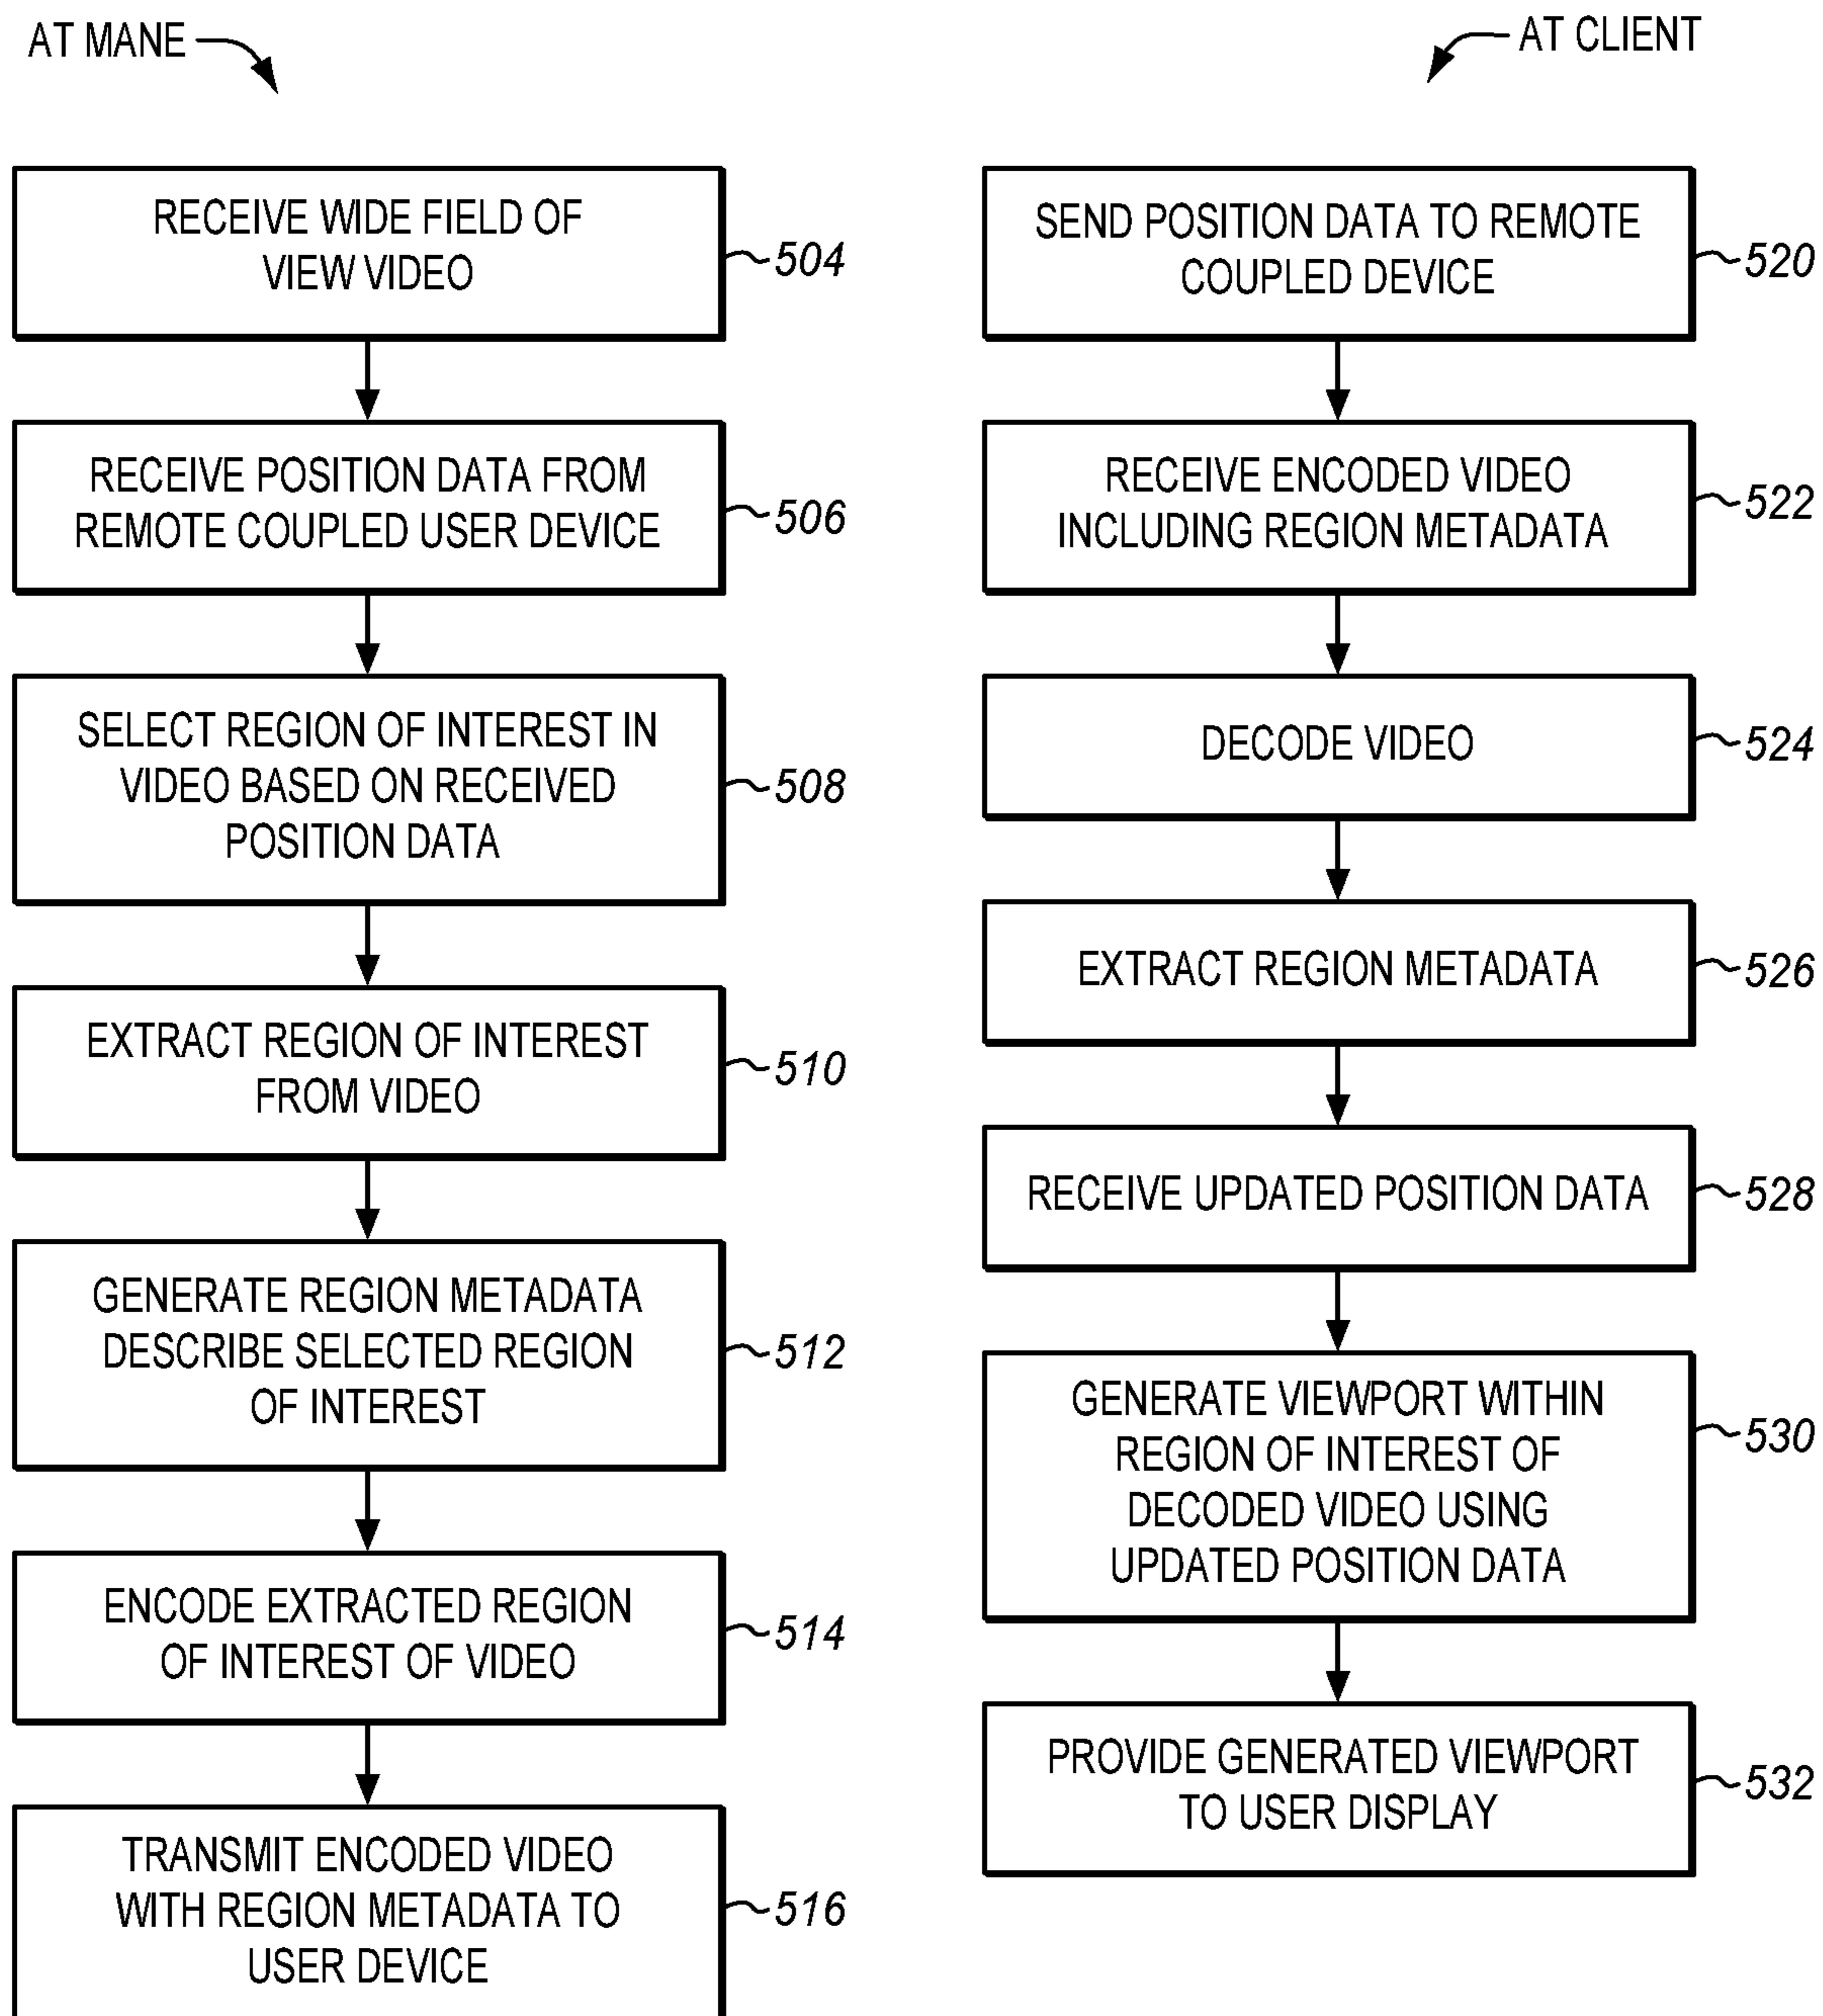 AT MANE
RECEIVE WIDE FIELD OF
VIEW VIDEO
504
RECEIVE POSITION DATA FROM
REMOTE COUPLED USER DEVICE
506
SELECT REGION OF INTEREST IN
VIDEO BASED ON RECEIVED
POSITION DATA
508
EXTRACT REGION OF INTEREST
FROM VIDEO
510
GENERATE REGION METADATA
DESCRIBE SELECTED REGION
OF INTEREST
512
ENCODE EXTRACTED REGION
OF INTEREST OF VIDEO
514
TRANSMIT ENCODED VIDEO
WITH REGION METADATA TO
USER DEVICE
516
AT CLIENT
SEND POSITION DATA TO REMOTE
COUPLED DEVICE
520
RECEIVE ENCODED VIDEO
INCLUDING REGION METADATA
522
DECODE VIDEO
524
EXTRACT REGION METADATA
526
RECEIVE UPDATED POSITION DATA
528
GENERATE VIEWPORT WITHIN
REGION OF INTEREST OF
DECODED VIDEO USING
UPDATED POSITION DATA
530
PROVIDE GENERATED VIEWPORT
TO USER DISPLAY
532